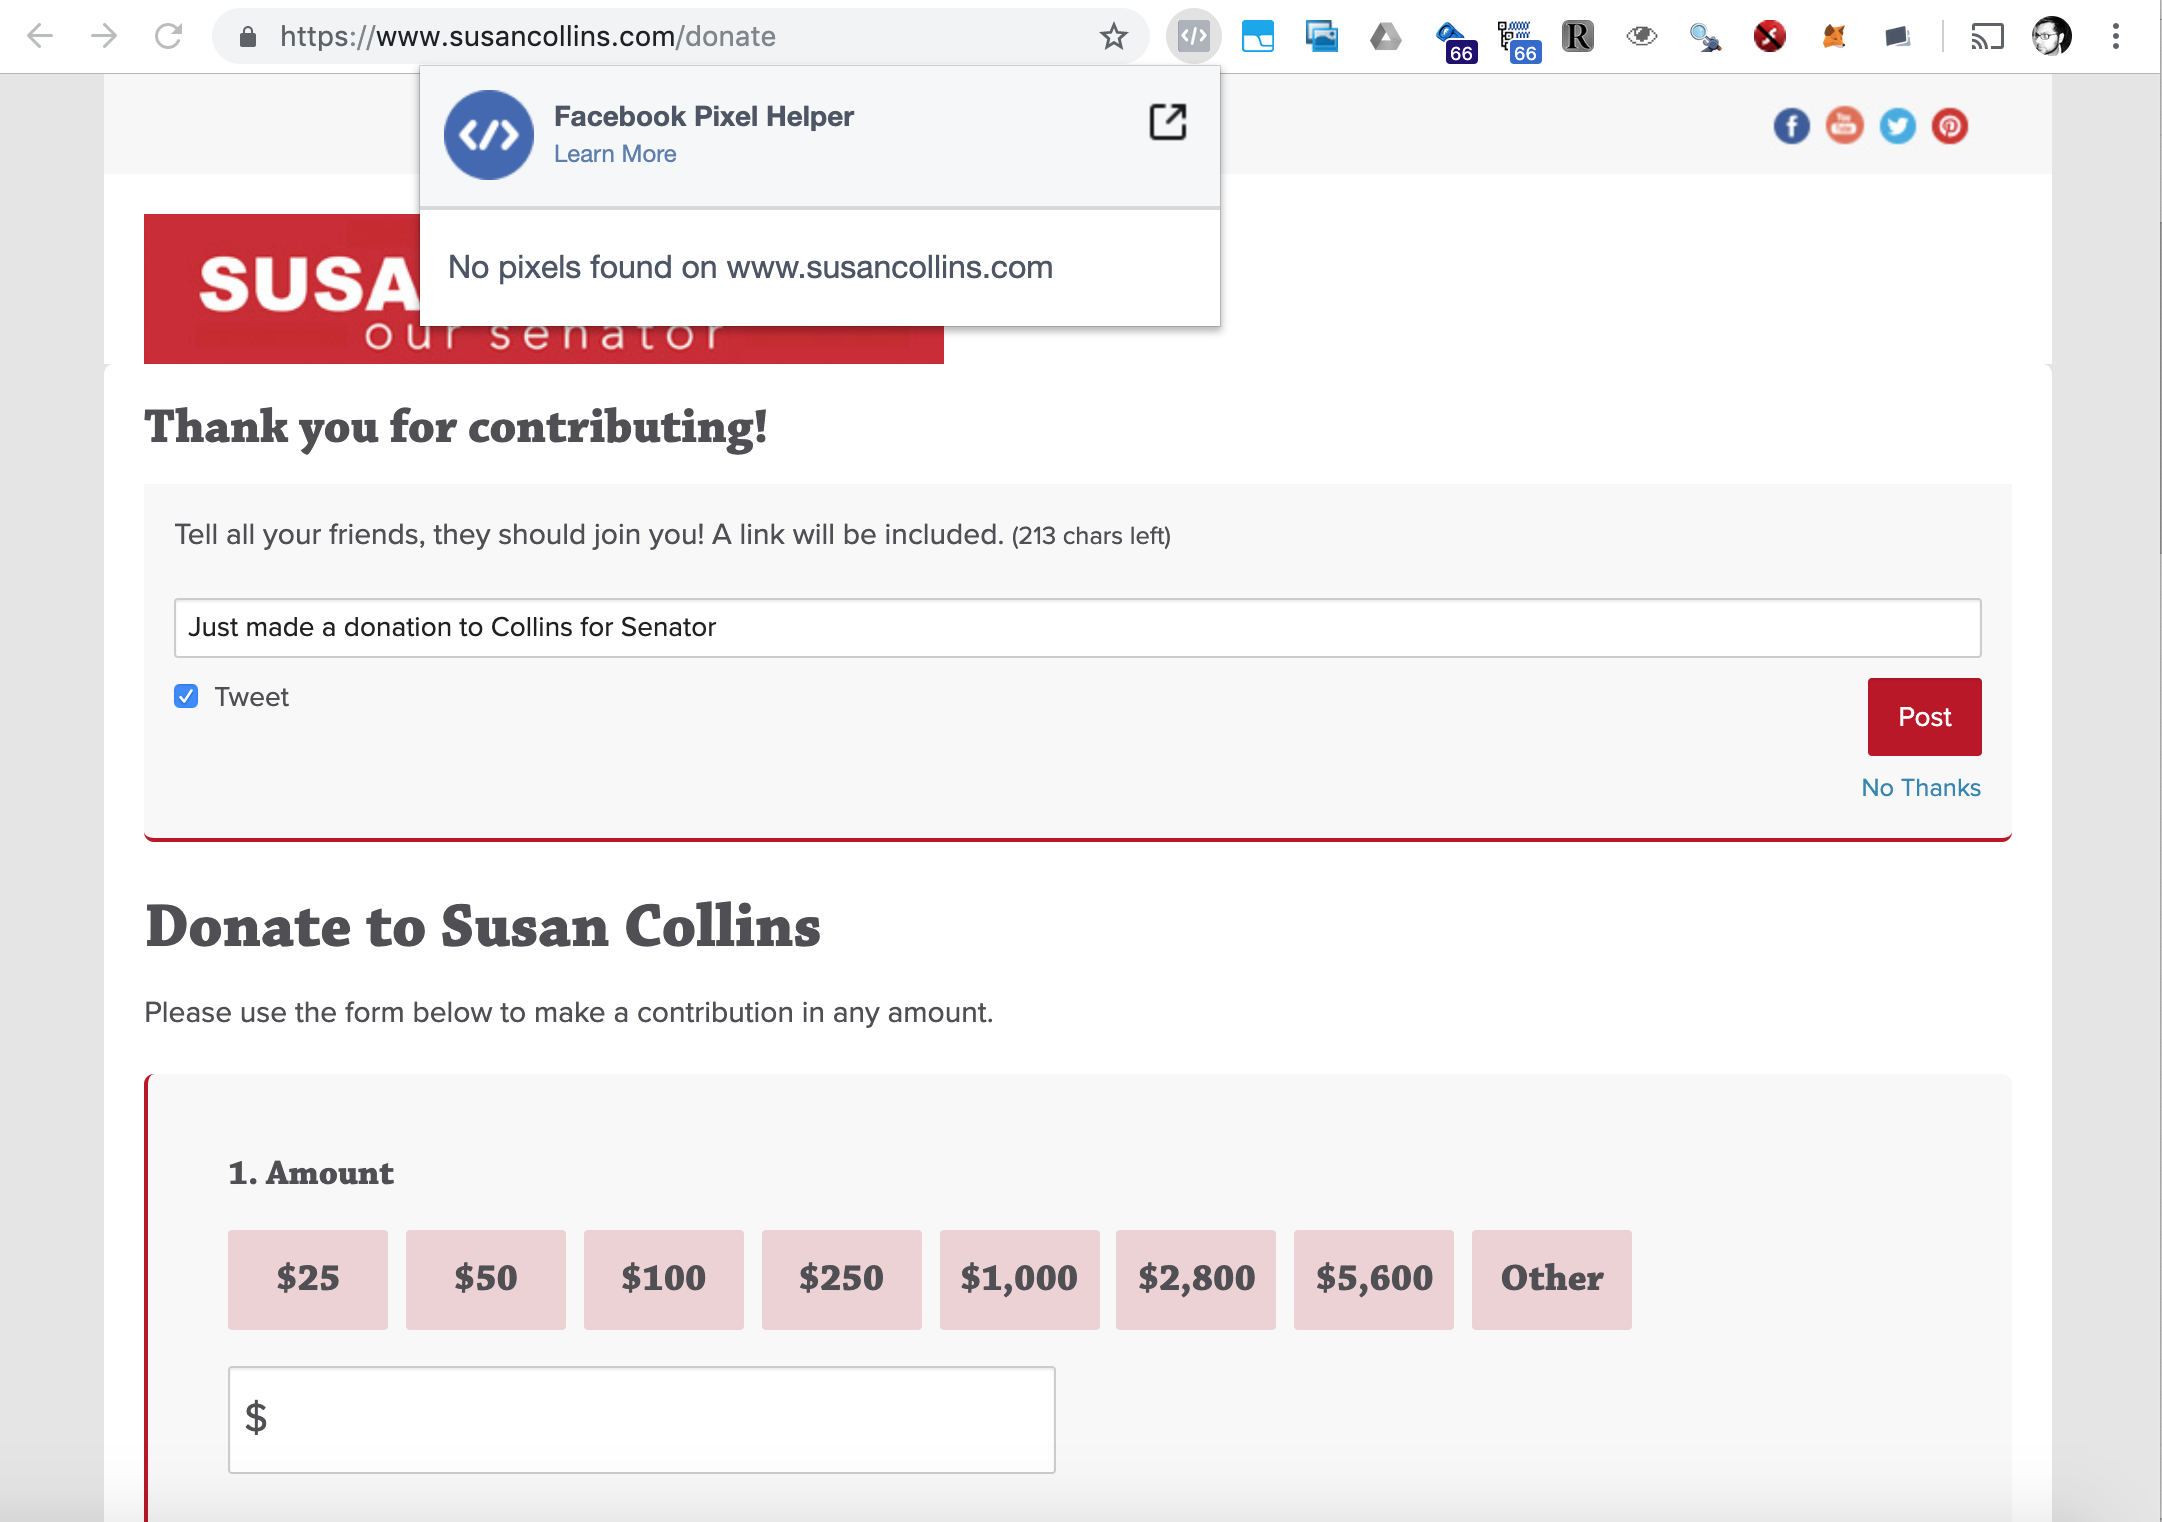 https://www.susancollins.com/donate
66
66
R
Facebook Pixel Helper
Learn More
No pixels found on www.susancollins.com
SUSA
our senator
Thank you for contributing!
Tell all your friends, they should join you! A link will be included. (213 chars left)
Just made a donation to Collins for Senator
Tweet
Post
No Thanks
Donate to Susan Collins
Please use the form below to make a contribution in any amount.
1. Amount
$25 $50 $100 $250 $1,000 $2,800 $5,600 Other
$